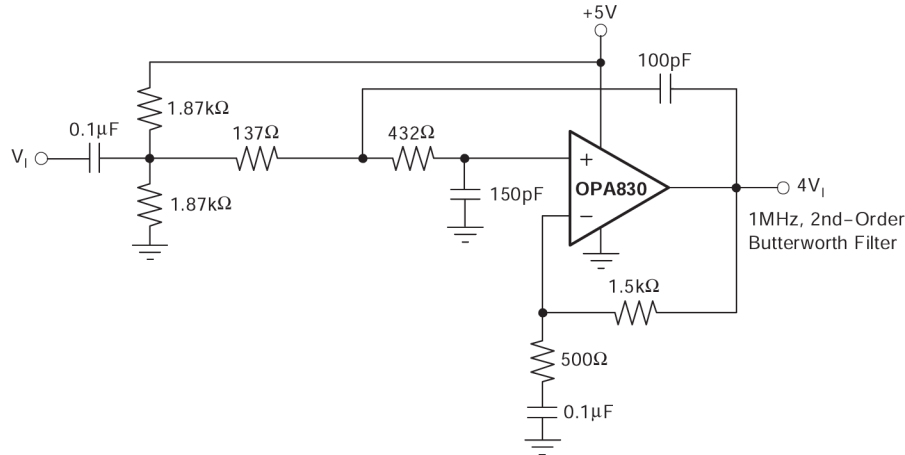 +5V
100pF
1.87kΩ
0.1μF
137Ω
432Ω
V_I
+
OPA830
150pF
4V_I
1.87kΩ
−
1MHz, 2nd−Order
Butterworth Filter
1.5kΩ
500Ω
0.1μF